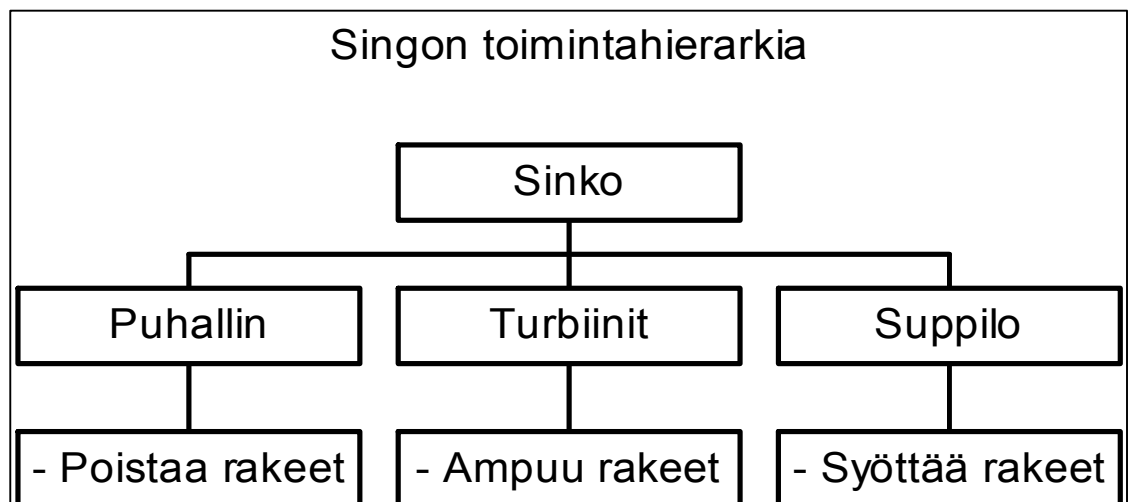 Singon toimintahierarkia
Sinko
Puhallin
Turbiinit
Suppilo
- Poistaa rakeet
- Ampuu rakeet
- Syöttää rakeet